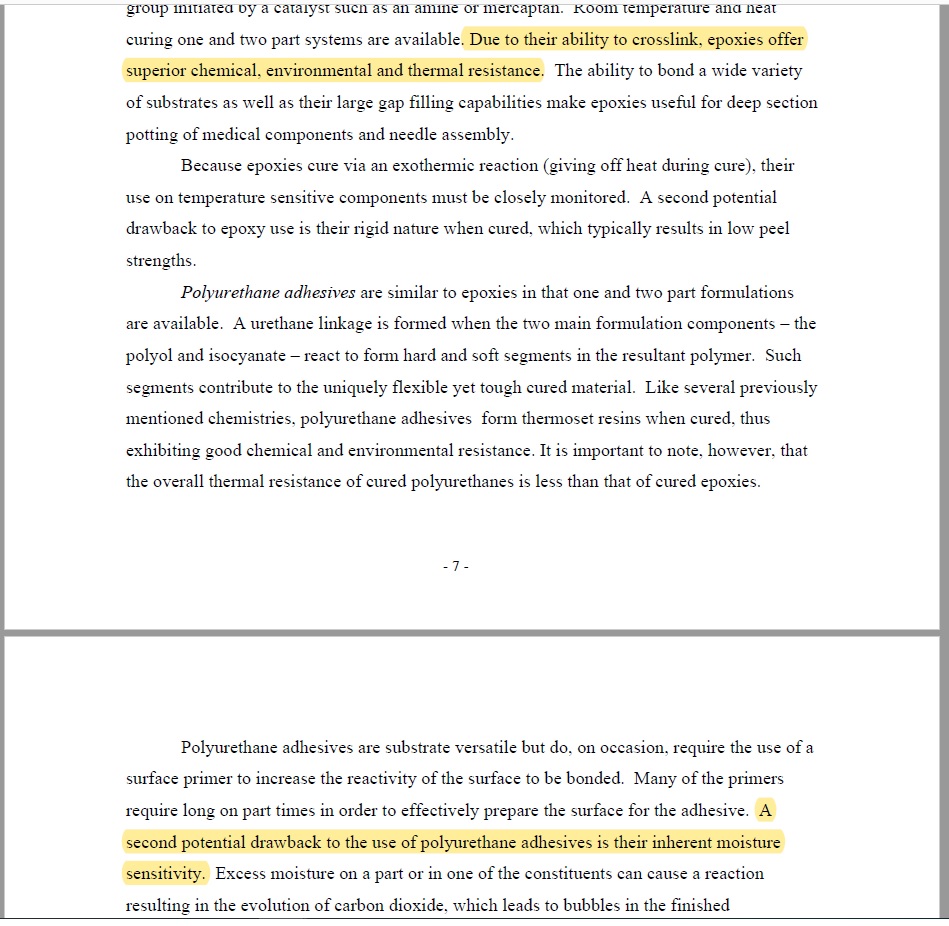 group initiated by a catalyst such as an amine or mercaptan.  Room temperature and heat
curing one and two part systems are available. Due to their ability to crosslink, epoxies offer
superior chemical, environmental and thermal resistance.  The ability to bond a wide variety
of substrates as well as their large gap filling capabilities make epoxies useful for deep section
potting of medical components and needle assembly.
Because epoxies cure via an exothermic reaction (giving off heat during cure), their
use on temperature sensitive components must be closely monitored.  A second potential
drawback to epoxy use is their rigid nature when cured, which typically results in low peel
strengths.
Polyurethane adhesives are similar to epoxies in that one and two part formulations
are available.  A urethane linkage is formed when the two main formulation components – the
polyol and isocyanate – react to form hard and soft segments in the resultant polymer.  Such
segments contribute to the uniquely flexible yet tough cured material.  Like several previously
mentioned chemistries, polyurethane adhesives  form thermoset resins when cured, thus
exhibiting good chemical and environmental resistance. It is important to note, however, that
the overall thermal resistance of cured polyurethanes is less than that of cured epoxies.
- 7 -
Polyurethane adhesives are substrate versatile but do, on occasion, require the use of a
surface primer to increase the reactivity of the surface to be bonded.  Many of the primers
require long on part times in order to effectively prepare the surface for the adhesive.  A
second potential drawback to the use of polyurethane adhesives is their inherent moisture
sensitivity.  Excess moisture on a part or in one of the constituents can cause a reaction
resulting in the evolution of carbon dioxide, which leads to bubbles in the finished